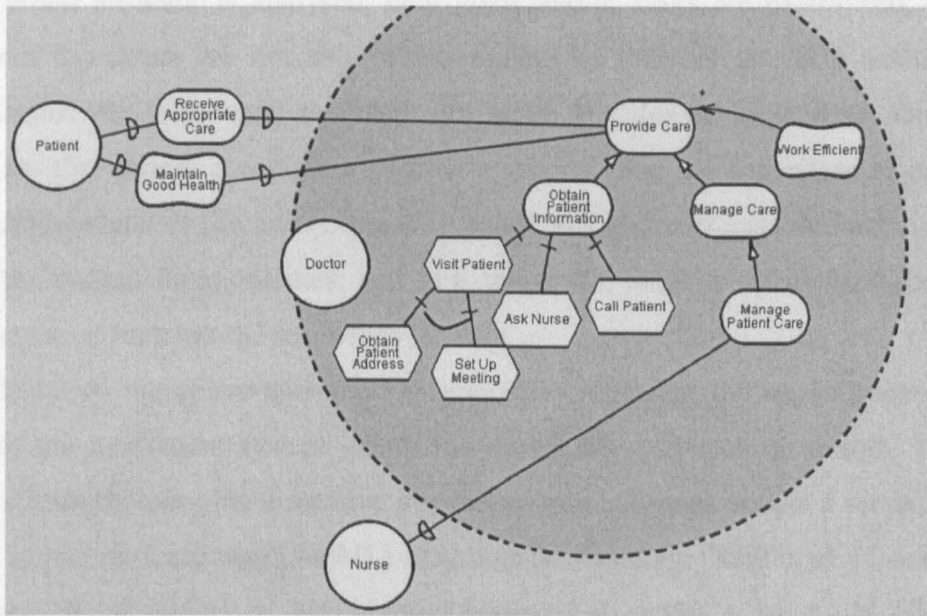 Receive
Appropriate
Care
Provide Care
Patient
Work Efficient
Maintain
Good Health
Obtain
Patient
Information
Manage Care
Doctor
Visit Patient
Ask Nurse
Call Patient
Manage
Patient Care
Obtain
Patient
Address
Set Up
Meeting
Nurse